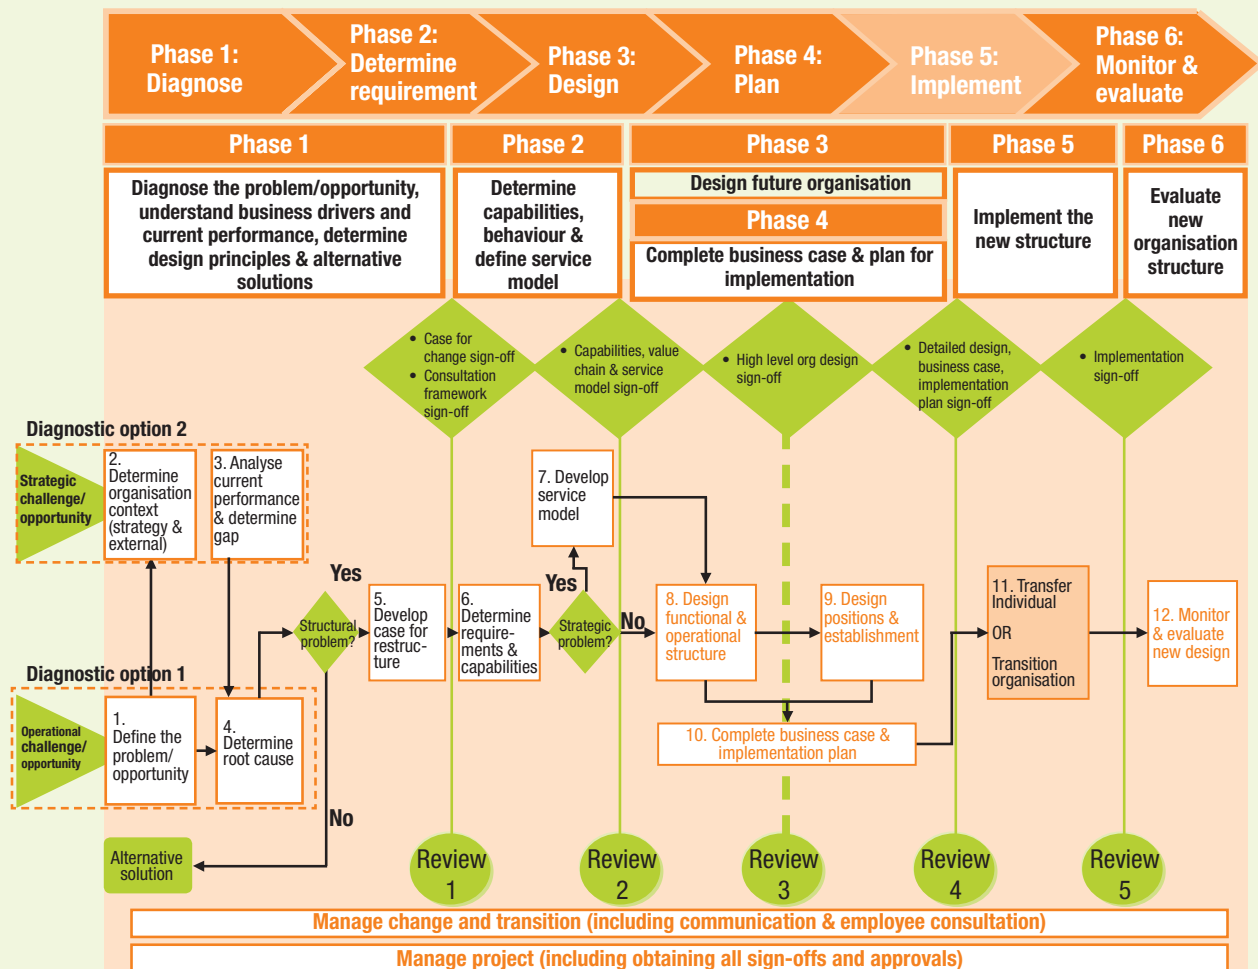 Phase 1:
Diagnose
Phase 2:
Determine
requirement
Phase 3:
Design
Phase 4:
Plan
Phase 5:
Implement
Phase 6:
Monitor &
evaluate
Phase 1
Phase 2
Phase 3
Phase 5
Phase 6
Diagnose the problem/opportunity,
understand business drivers and
current performance, determine
design principles & alternative
solutions
Determine
capabilities,
behaviour &
define service
model
Design future organisation
Phase 4
Complete business case & plan for
implementation
Implement the
new structure
Evaluate
new
organisation
structure
• Case for
change sign-off
• Consultation
framework
sign-off
• Capabilities, value
chain & service
model sign-off
• High level org design
sign-off
• Detailed design,
business case,
implementation
plan sign-off
• Implementation
sign-off
Diagnostic option 2
Strategic
challenge/
opportunity
2.
Determine
organisation
context
(strategy &
external)
3. Analyse
current
performance
& determine
gap
7. Develop
service
model
Yes
Structural
problem?
5.
Develop
case for
restruc-
ture
6.
Determine
require-
ments &
capabilities
Yes
Strategic
problem?
No
8. Design
functional &
operational
structure
9. Design
positions &
establishment
11. Transfer
Individual
OR
Transition
organisation
12. Monitor
& evaluate
new design
Diagnostic option 1
Operational
challenge/
opportunity
1.
Define the
problem/
opportunity
4.
Determine
root cause
10. Complete business case &
implementation plan
No
Alternative
solution
Review
1
Review
2
Review
3
Review
4
Review
5
Manage change and transition (including communication & employee consultation)
Manage project (including obtaining all sign-offs and approvals)